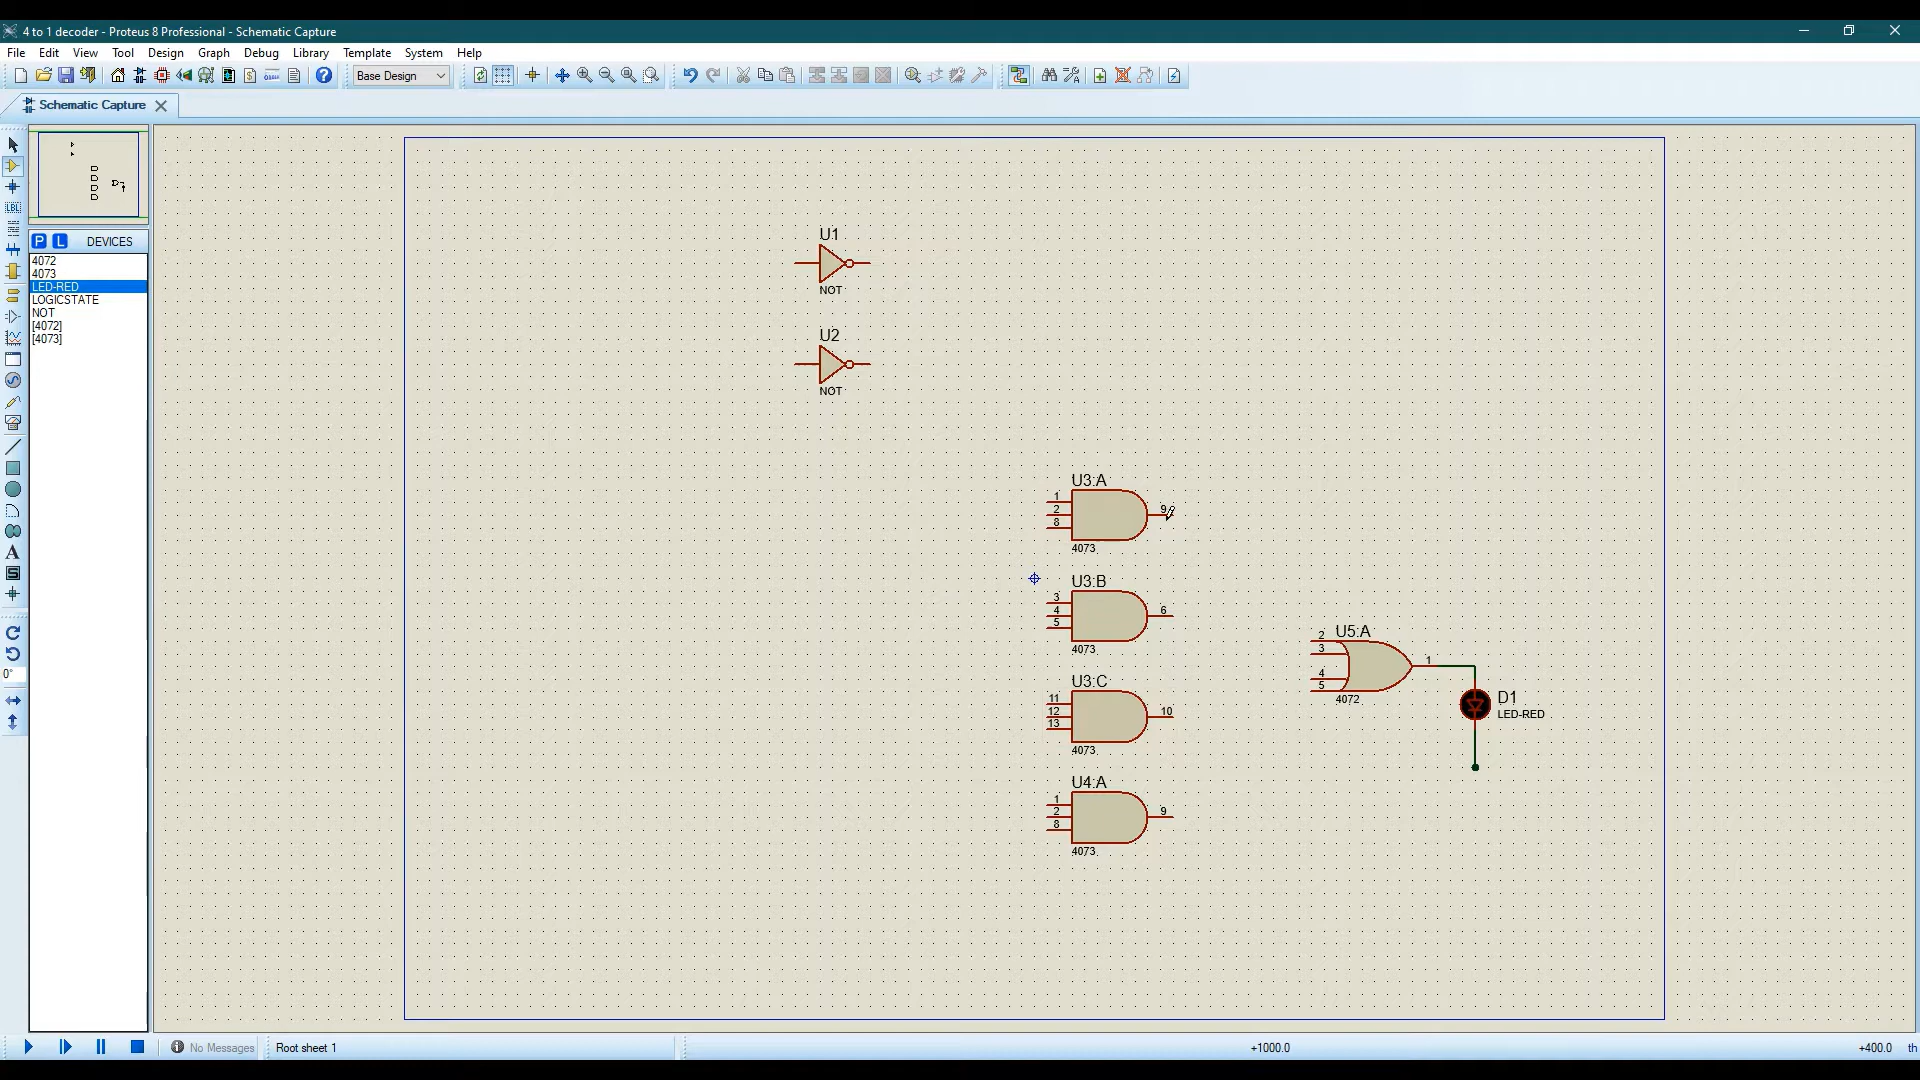 4 to 1 decoder - Proteus 8 Professional - Schematic Capture
File Edit View Tool Design Graph Debug Library Template System Help
Base Design
Schematic Capture
P L DEVICES
4072
4073
LED-RED
LOGICSTATE
NOT
[4072]
[4073]
LBL
A
S
0°
U1
NOT
U2
NOT
U3:A
1
2
8
9
4073
U3:B
3
4
5
6
4073
U3:C
11
12
13
10
4073
U4:A
1
2
8
9
4073
U5:A
2
3
4
5
1
4072
D1
LED-RED
No Messages Root sheet 1 +1000.0 +400.0 th